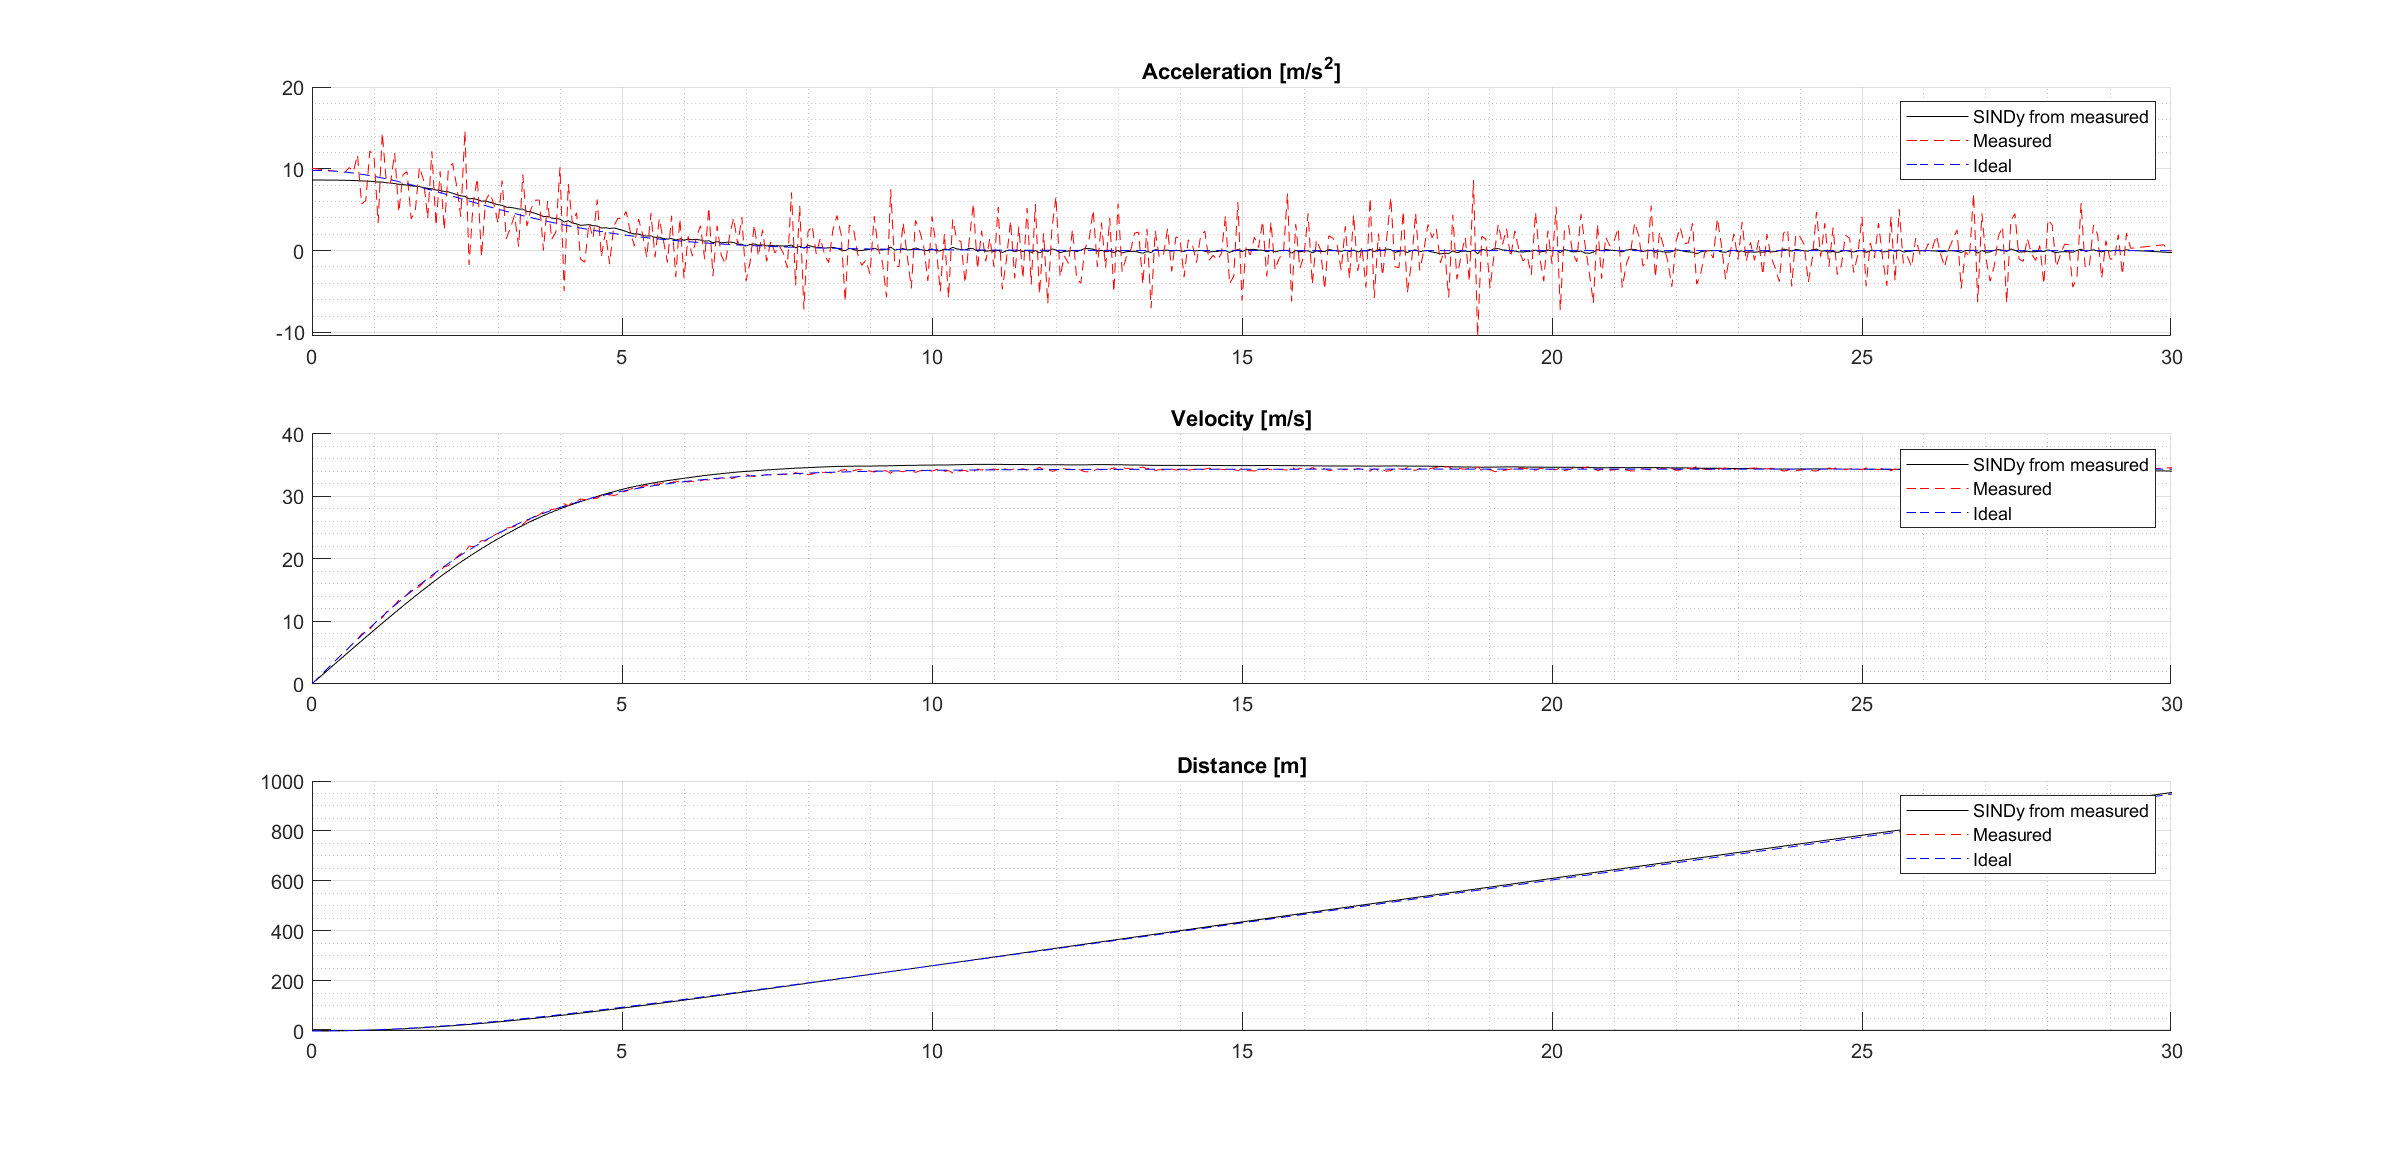 Acceleration [m/s²]
20
10
0
-10
SINDy from measured
Measured
Ideal
0 5 10 15 20 25 30
Velocity [m/s]
40
30
20
10
0
SINDy from measured
Measured
Ideal
0 5 10 15 20 25 30
Distance [m]
1000
800
600
400
200
0
SINDy from measured
Measured
Ideal
0 5 10 15 20 25 30